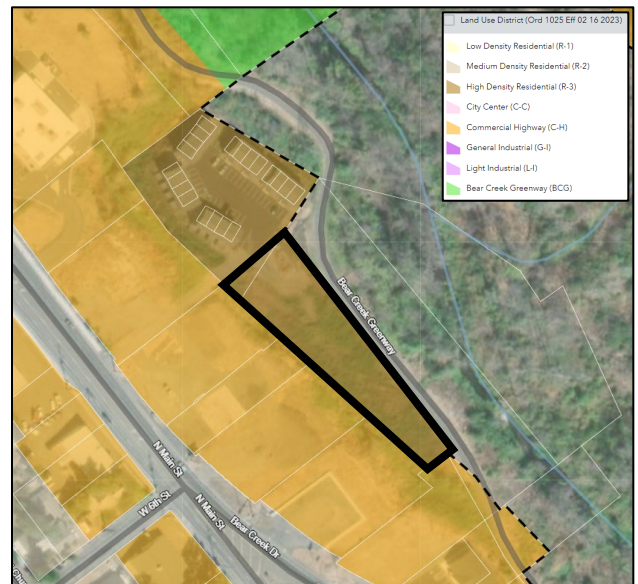 Land Use District (Ord 1025 Eff 02 16 2023)
Low Density Residential (R-1)
Medium Density Residential (R-2)
High Density Residential (R-3)
City Center (C-C)
Commercial Highway (C-H)
General Industrial (G-I)
Light Industrial (L-I)
Bear Creek Greenway (BCG)
Bear Creek Greenway
N Main St
W 6th St
N Main St
Bear Creek Dr